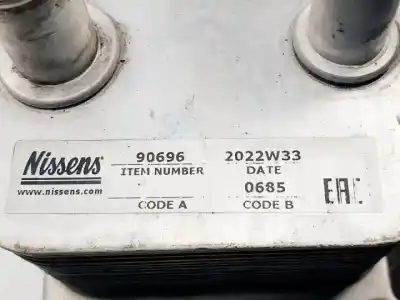 Nissens
www.nissens.com
90696 2022W33
ITEM NUMBER DATE
0685
CODE A CODE B
EAC